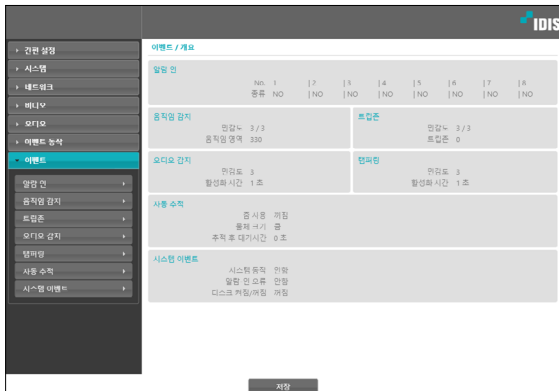 IDIS
간편 설정
시스템
네트워크
비디오
오디오
이벤트 동작
이벤트
알람 인
움직임 감지
트립존
오디오 감지
탬퍼링
자동 추적
시스템 이벤트
이벤트 / 개요
알람 인
No. 1 | 2 | 3 | 4 | 5 | 6 | 7 | 8
종류 NO | NO | NO | NO | NO | NO | NO | NO
움직임 감지
민감도 3 / 3
움직임 영역 330
트립존
민감도 3 / 3
트립존 0
오디오 감지
민감도 3
활성화 시간 1 초
탬퍼링
민감도 3
활성화 시간 1 초
자동 추적
줌 사용 꺼짐
물체 크기 중
추적 후 대기시간 0 초
시스템 이벤트
시스템 동작 안함
알람 인 오류 안함
디스크 켜짐/꺼짐 꺼짐
저장